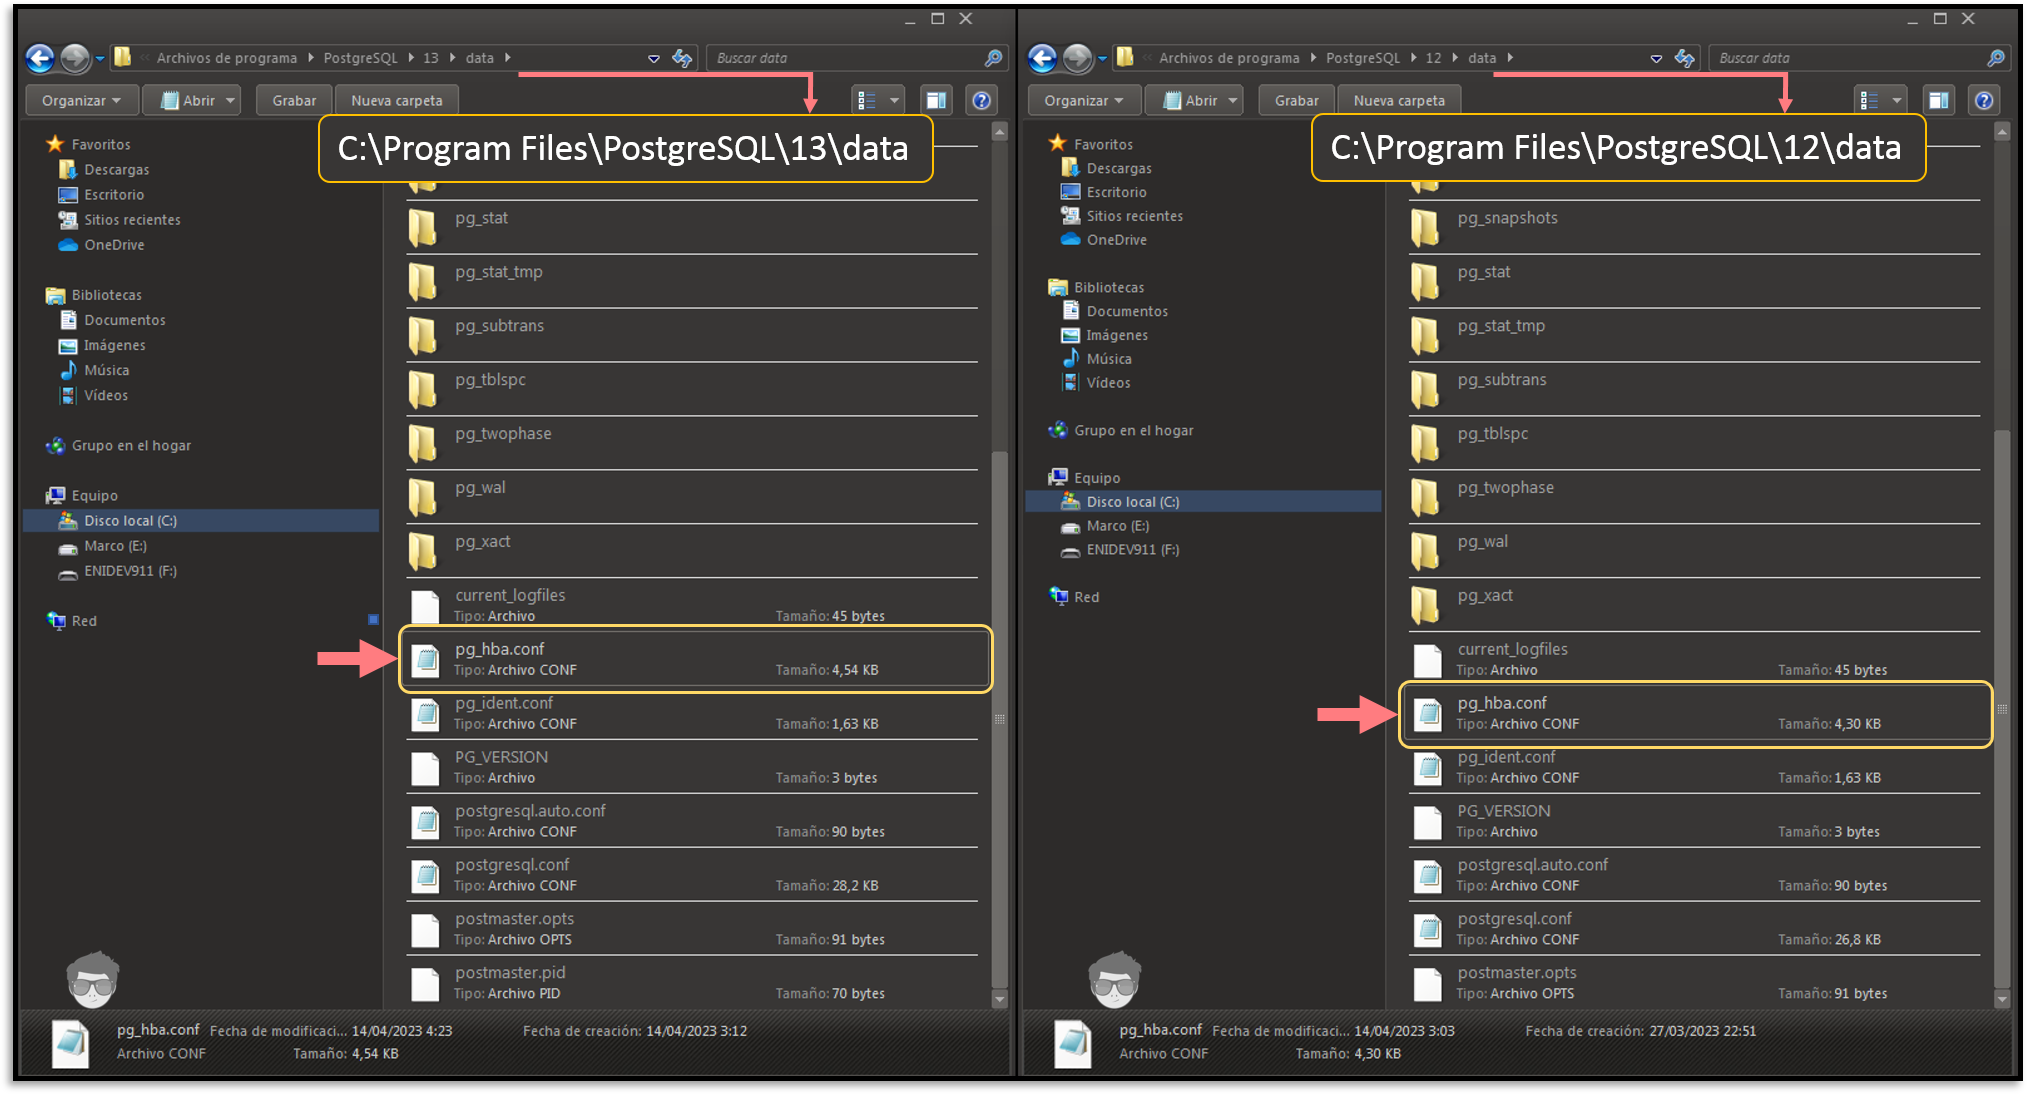 Archivos de programa PostgreSQL 13 data
Buscar data
Organizar Abrir Grabar Nueva carpeta
C:\Program Files\PostgreSQL\13\data
Favoritos
Descargas
Escritorio
Sitios recientes
OneDrive
Bibliotecas
Documentos
Imágenes
Música
Vídeos
Grupo en el hogar
Equipo
Disco local (C:)
Marco (E:)
ENIDEV911 (F:)
Red
pg_stat
pg_stat_tmp
pg_subtrans
pg_tblspc
pg_twophase
pg_wal
pg_xact
current_logfiles
Tipo: Archivo Tamaño: 45 bytes
pg_hba.conf
Tipo: Archivo CONF Tamaño: 4,54 KB
pg_ident.conf
Tipo: Archivo CONF Tamaño: 1,63 KB
PG_VERSION
Tipo: Archivo Tamaño: 3 bytes
postgresql.auto.conf
Tipo: Archivo CONF Tamaño: 90 bytes
postgresql.conf
Tipo: Archivo CONF Tamaño: 28,2 KB
postmaster.opts
Tipo: Archivo OPTS Tamaño: 91 bytes
postmaster.pid
Tipo: Archivo PID Tamaño: 70 bytes
pg_hba.conf Fecha de modificaci... 14/04/2023 4:23 Fecha de creación: 14/04/2023 3:12
Archivo CONF Tamaño: 4,54 KB
Archivos de programa PostgreSQL 12 data
Buscar data
Organizar Abrir Grabar Nueva carpeta
C:\Program Files\PostgreSQL\12\data
Favoritos
Descargas
Escritorio
Sitios recientes
OneDrive
Bibliotecas
Documentos
Imágenes
Música
Vídeos
Grupo en el hogar
Equipo
Disco local (C:)
Marco (E:)
ENIDEV911 (F:)
Red
pg_snapshots
pg_stat
pg_stat_tmp
pg_subtrans
pg_tblspc
pg_twophase
pg_wal
pg_xact
current_logfiles
Tipo: Archivo Tamaño: 45 bytes
pg_hba.conf
Tipo: Archivo CONF Tamaño: 4,30 KB
pg_ident.conf
Tipo: Archivo CONF Tamaño: 1,63 KB
PG_VERSION
Tipo: Archivo Tamaño: 3 bytes
postgresql.auto.conf
Tipo: Archivo CONF Tamaño: 90 bytes
postgresql.conf
Tipo: Archivo CONF Tamaño: 26,8 KB
postmaster.opts
Tipo: Archivo OPTS Tamaño: 91 bytes
pg_hba.conf Fecha de modificaci... 14/04/2023 3:03 Fecha de creación: 27/03/2023 22:51
Archivo CONF Tamaño: 4,30 KB